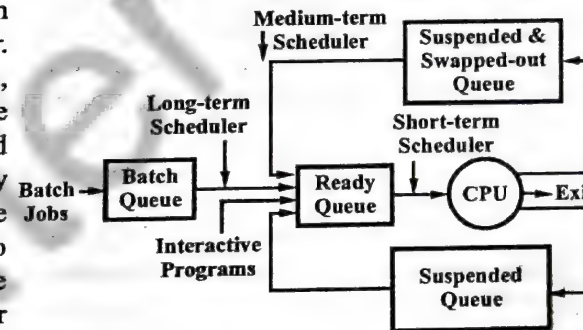 Medium-term
Scheduler
Suspended &
Swapped-out
Queue
Long-term
Scheduler
Short-term
Scheduler
Batch
Jobs
Batch
Queue
Ready
Queue
CPU
Interactive
Programs
Suspended
Queue